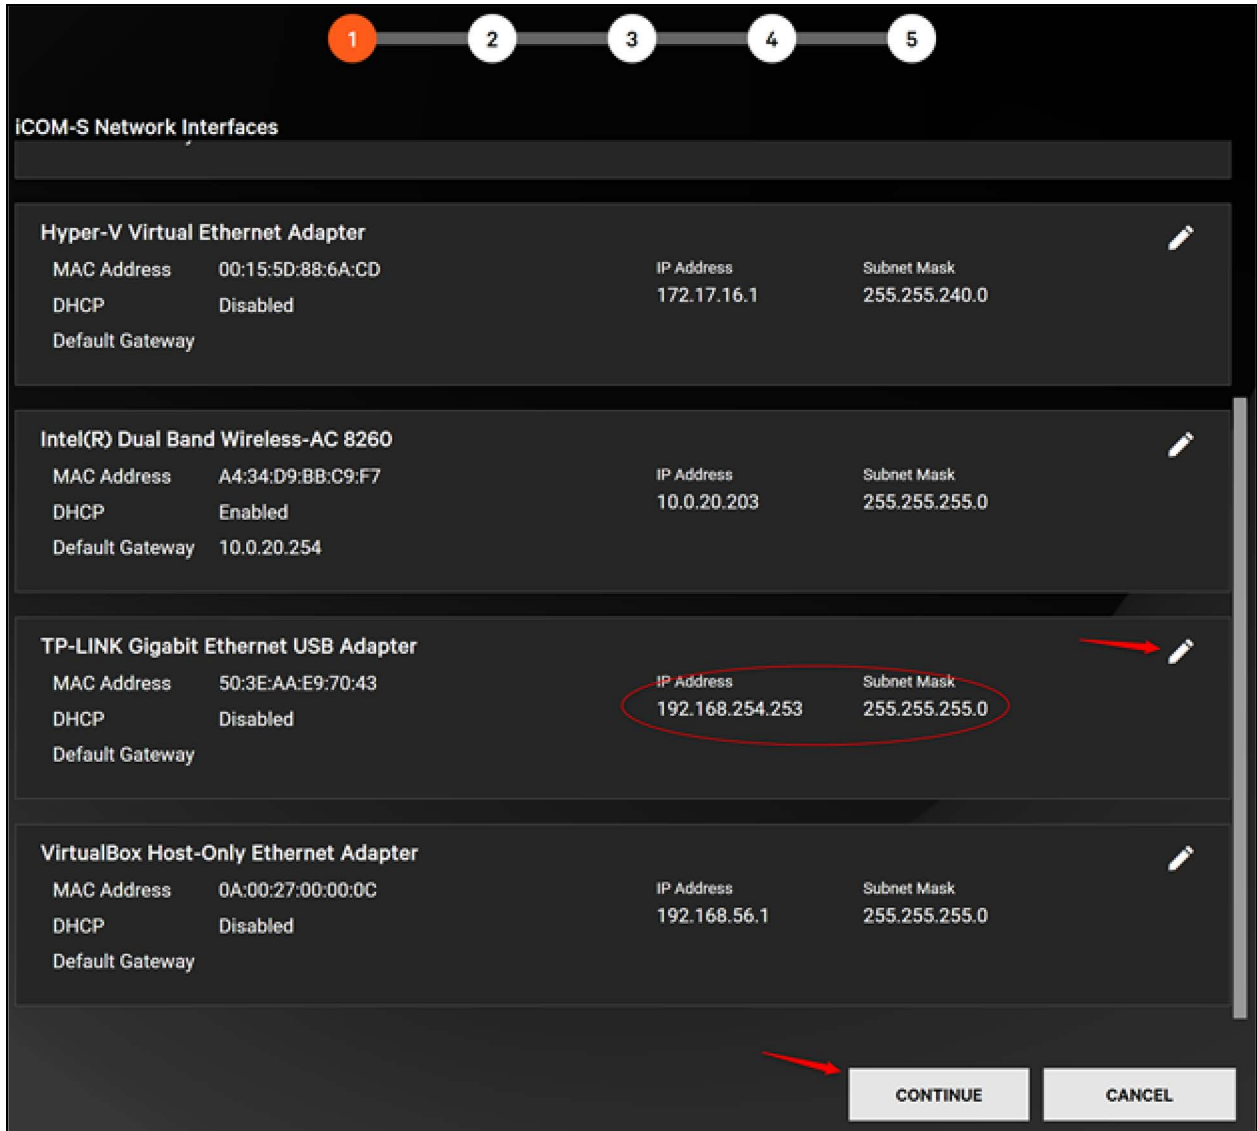 1 2 3 4 5
iCOM-S Network Interfaces
Hyper-V Virtual Ethernet Adapter
MAC Address 00:15:5D:88:6A:CD IP Address Subnet Mask
DHCP Disabled 172.17.16.1 255.255.240.0
Default Gateway
Intel(R) Dual Band Wireless-AC 8260
MAC Address A4:34:D9:BB:C9:F7 IP Address Subnet Mask
DHCP Enabled 10.0.20.203 255.255.255.0
Default Gateway 10.0.20.254
TP-LINK Gigabit Ethernet USB Adapter
MAC Address 50:3E:AA:E9:70:43 IP Address Subnet Mask
DHCP Disabled 192.168.254.253 255.255.255.0
Default Gateway
VirtualBox Host-Only Ethernet Adapter
MAC Address 0A:00:27:00:00:0C IP Address Subnet Mask
DHCP Disabled 192.168.56.1 255.255.255.0
Default Gateway
CONTINUE CANCEL